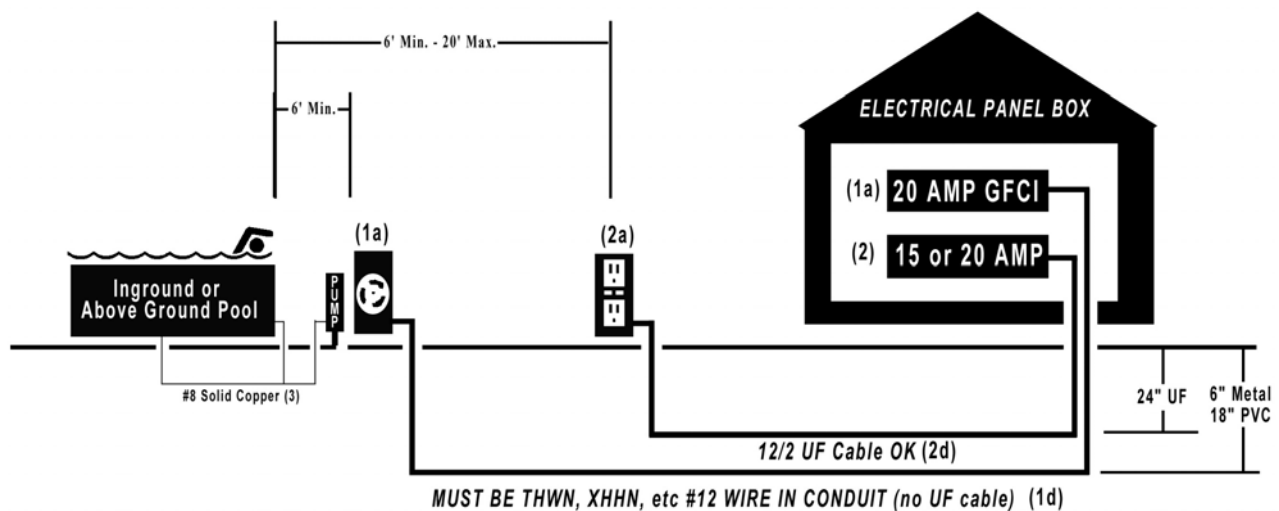 6' Min. - 20' Max.
6' Min.
ELECTRICAL PANEL BOX
(1a) 20 AMP GFCI
(2) 15 or 20 AMP
(1a)
(2a)
Inground or
Above Ground Pool
PUMP
#8 Solid Copper (3)
24" UF
6" Metal
18" PVC
12/2 UF Cable OK (2d)
MUST BE THWN, XHHN, etc #12 WIRE IN CONDUIT (no UF cable) (1d)